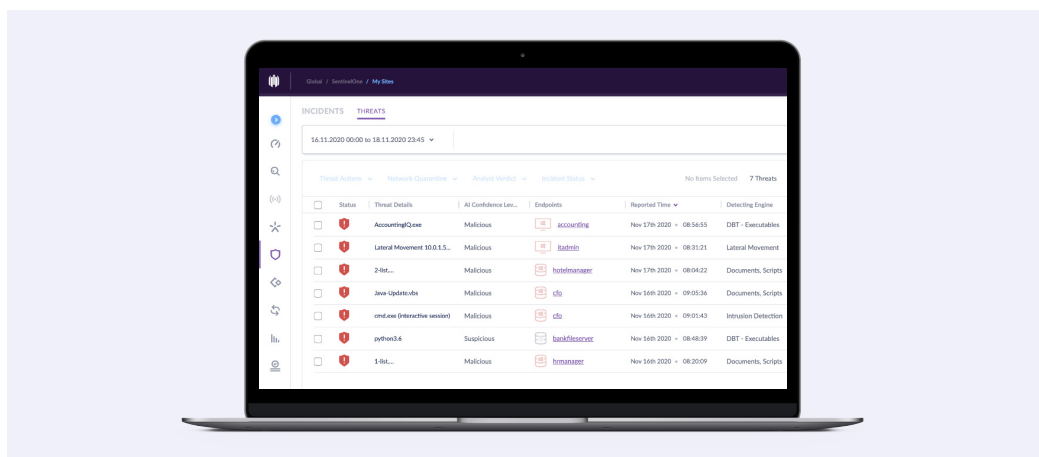 Global / SentinelOne / My Sites
INCIDENTS THREATS
16.11.2020 00:00 to 18.11.2020 23:45
Threat Actions Network Quarantine Analyst Verdict Incident Status No Items Selected 7 Threats
Status Threat Details AI Confidence Lev... Endpoints Reported Time Detecting Engine
AccountingIQ.exe Malicious accounting Nov 17th 2020 • 08:56:55 DBT - Executables
Lateral Movement 10.0.1.5... Malicious itadmin Nov 17th 2020 • 08:31:21 Lateral Movement
2-list.... Malicious hotelmanager Nov 17th 2020 • 08:04:22 Documents, Scripts
Java-Update.vbs Malicious cfo Nov 16th 2020 • 09:05:36 Documents, Scripts
cmd.exe (interactive session) Malicious cfo Nov 16th 2020 • 09:01:43 Intrusion Detection
python3.6 Suspicious bankfileserver Nov 16th 2020 • 08:48:39 DBT - Executables
1-list.... Malicious hrmanager Nov 16th 2020 • 08:20:09 Documents, Scripts